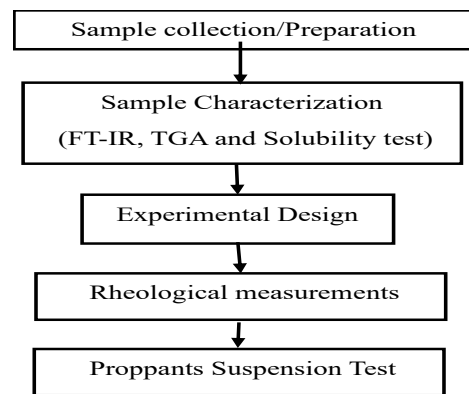 Sample collection/Preparation
Sample Characterization
(FT-IR, TGA and Solubility test)
Experimental Design
Rheological measurements
Proppants Suspension Test